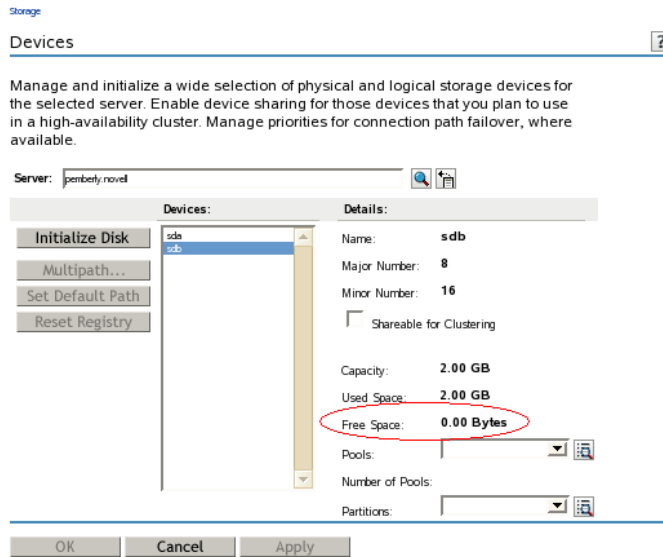 Storage
Devices
?
Manage and initialize a wide selection of physical and logical storage devices for
the selected server. Enable device sharing for those devices that you plan to use
in a high-availability cluster. Manage priorities for connection path failover, where
available.
Server: pemberly.novell
Devices: Details:
Initialize Disk
Multipath...
Set Default Path
Reset Registry
sda
sdb
Name: sdb
Major Number: 8
Minor Number: 16
Shareable for Clustering
Capacity: 2.00 GB
Used Space: 2.00 GB
Free Space: 0.00 Bytes
Pools:
Number of Pools:
Partitions:
OK Cancel Apply